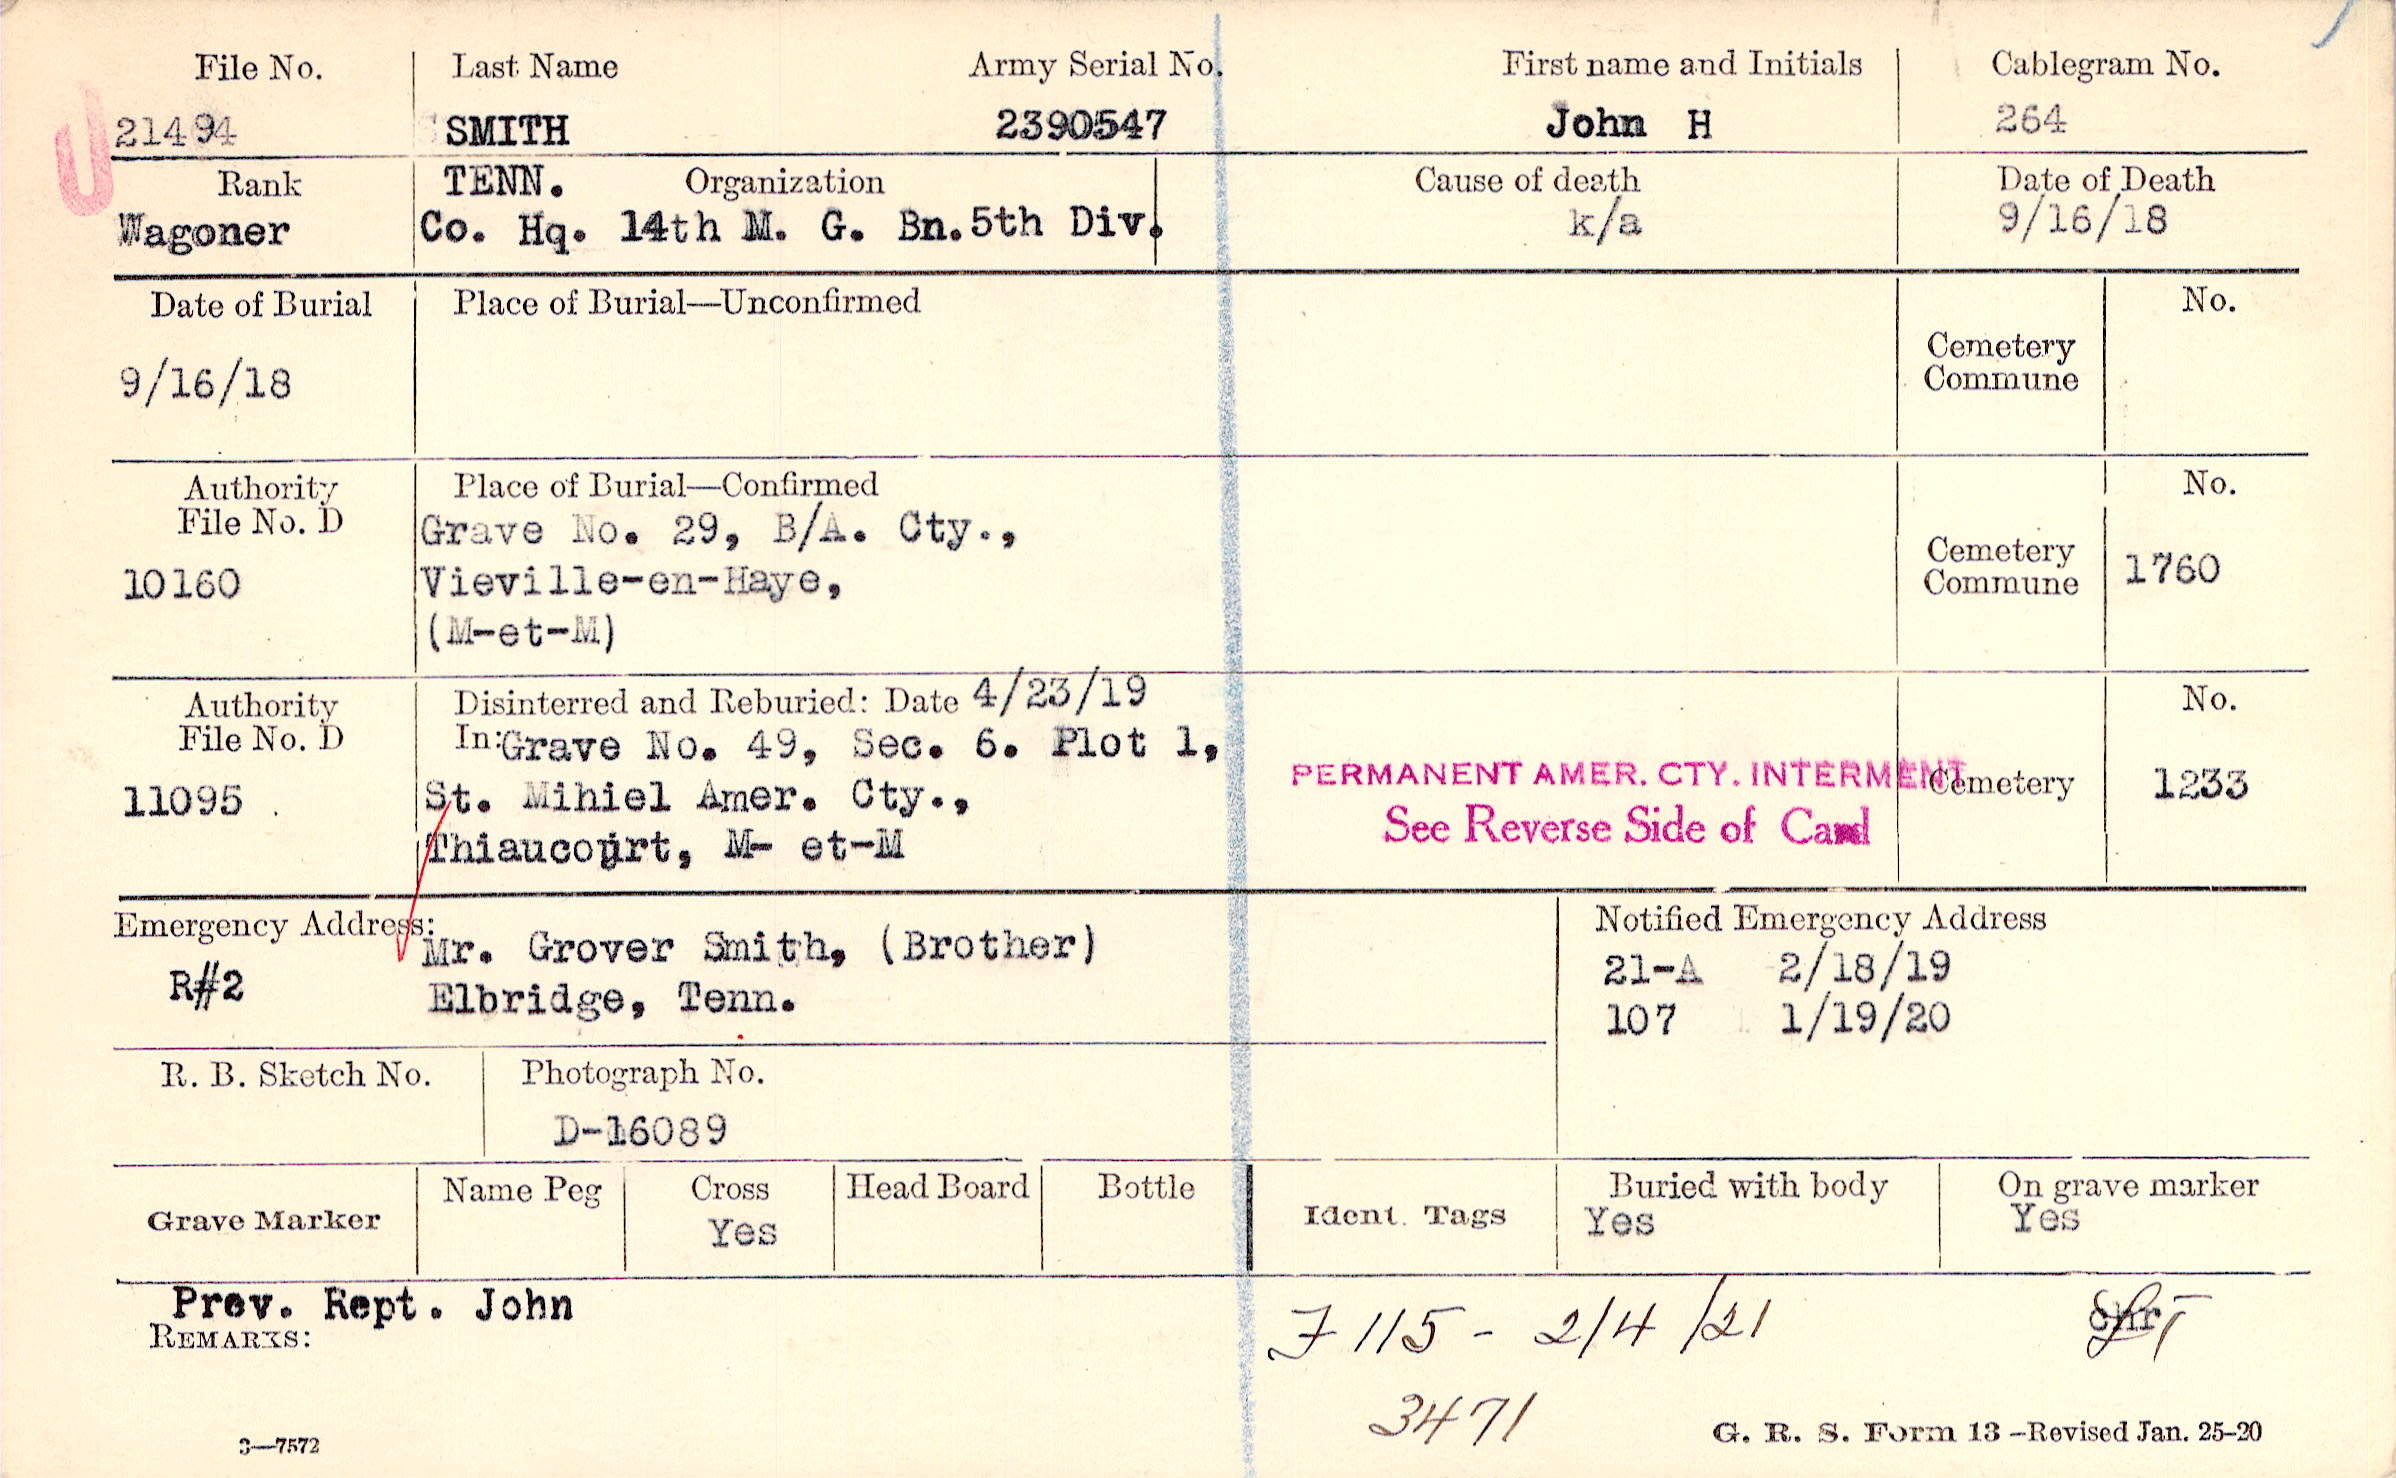 File No. Last Name Army Serial No. First name and Initials Cablegram No.
21494 SMITH 2390547 John H 264
Rank TENN. Organization Cause of death Date of Death
Wagoner Co. Hq. 14th M. G. Bn. 5th Div. k/a 9/16/18
Date of Burial Place of Burial—Unconfirmed No.
9/16/18 Cemetery
Commune
Authority Place of Burial—Confirmed No.
File No. D Grave No. 29, B/A. Cty.,
10160 Vieville-en-Haye, Cemetery
Commune 1760
(M-et-M)
Authority Disinterred and Reburied: Date 4/23/19 No.
File No. D In: Grave No. 49, Sec. 6. Plot 1,
PERMANENT AMER. CTY. INTERMENT Cemetery 1233
11095 St. Mihiel Amer. Cty.,
See Reverse Side of Card
Thiaucourt, M- et-M
Emergency Address: Notified Emergency Address
Mr. Grover Smith, (Brother) 21-A 2/18/19
R#2 Elbridge, Tenn. 107 1/19/20
R. B. Sketch No. Photograph No.
D-16089
Grave Marker Name Peg Cross Head Board Bottle Ident. Tags Buried with body On grave marker
Yes Yes Yes
Prev. Rept. John
REMARKS: F 115 - 2/4/21
3471
3—7572 G. R. S. Form 13 –Revised Jan. 25-20